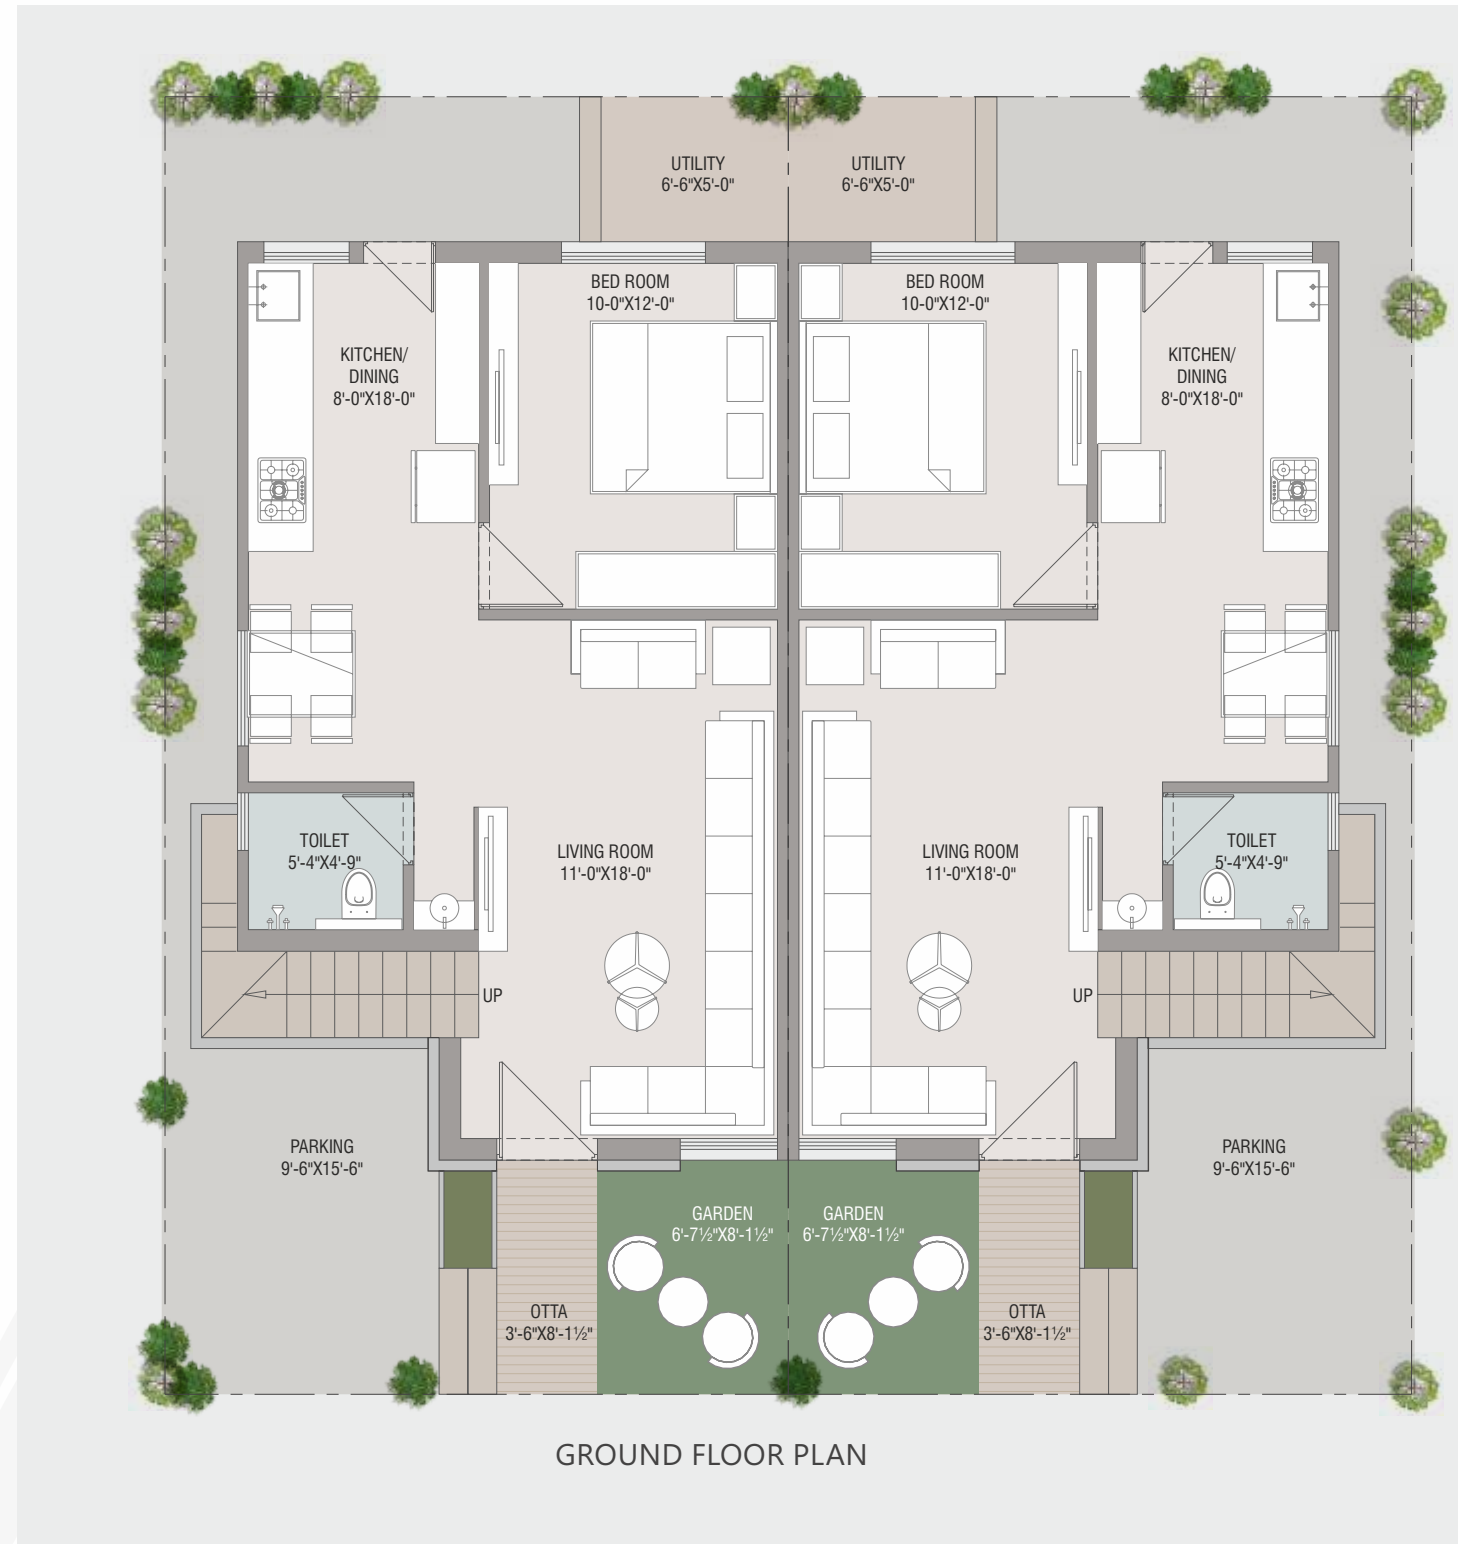 UTILITY
6'-6"X5'-0"
UTILITY
6'-6"X5'-0"
BED ROOM
10-0"X12'-0"
BED ROOM
10-0"X12'-0"
KITCHEN/
DINING
8'-0"X18'-0"
KITCHEN/
DINING
8'-0"X18'-0"
TOILET
5'-4"X4'-9"
LIVING ROOM
11'-0"X18'-0"
LIVING ROOM
11'-0"X18'-0"
TOILET
5'-4"X4'-9"
UP
UP
PARKING
9'-6"X15'-6"
PARKING
9'-6"X15'-6"
GARDEN
6'-7½"X8'-1½"
GARDEN
6'-7½"X8'-1½"
OTTA
3'-6"X8'-1½"
OTTA
3'-6"X8'-1½"
GROUND FLOOR PLAN